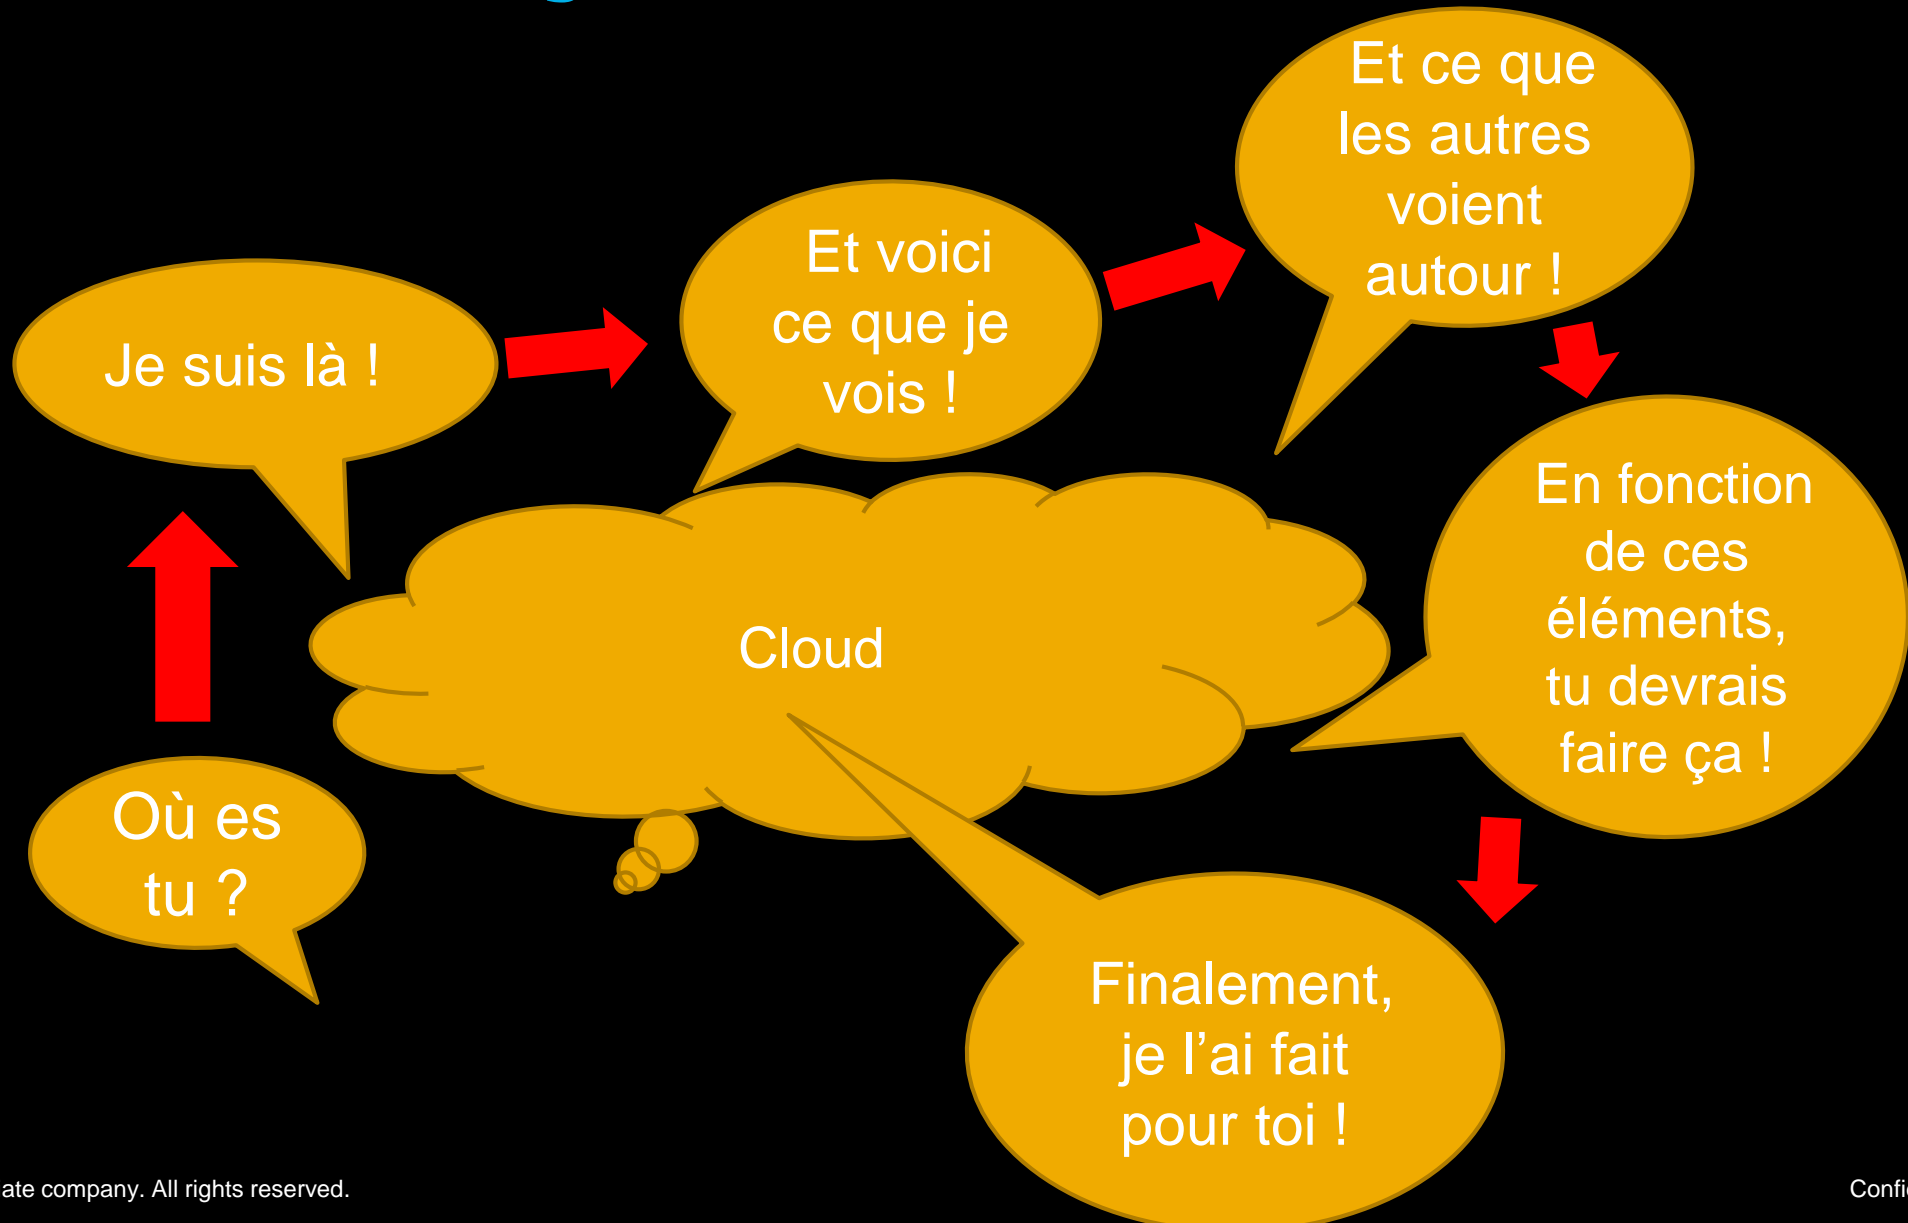 Et ce que
les autres
voient
autour !
Et voici
ce que je
vois !
Je suis là !
En fonction
de ces
éléments,
tu devrais
faire ça !
Cloud
Où es
tu ?
Finalement,
je l’ai fait
pour toi !
company. All rights reserved.